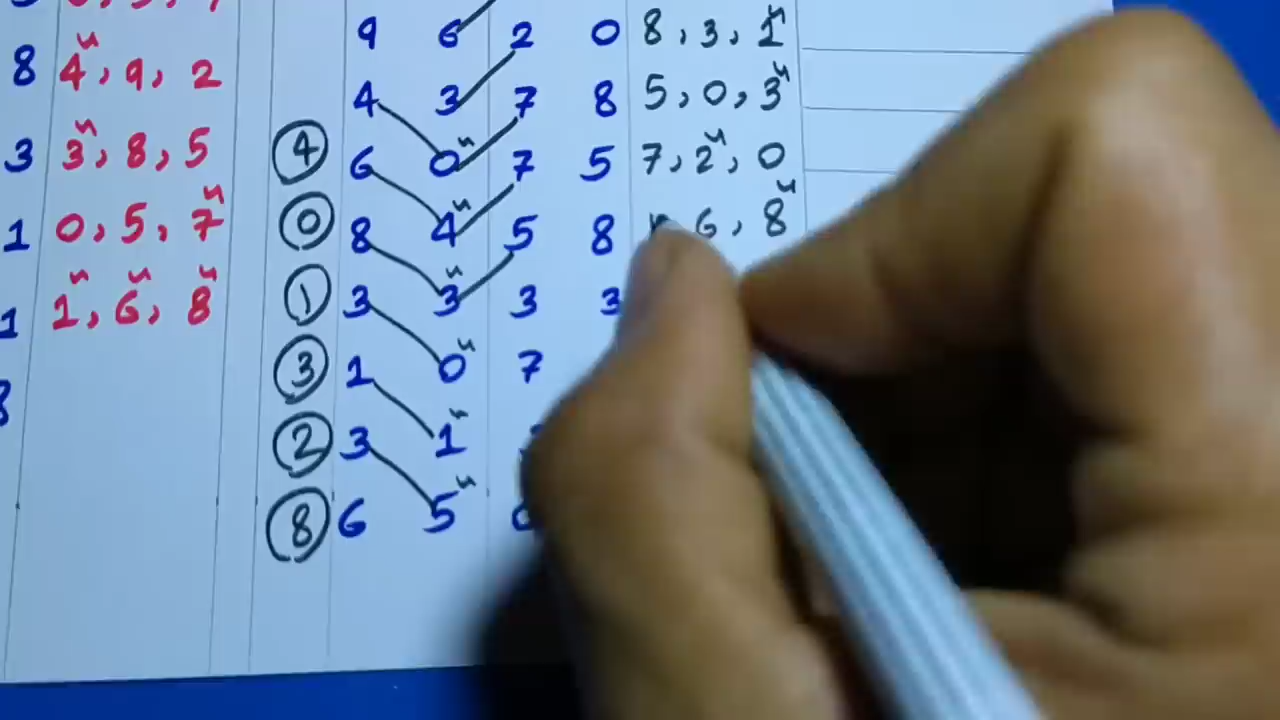 9 6 2 0 8, 3, 1
8 4, 9, 2 4 3 7 8 5, 0, 3
3 3, 8, 5 ④ 6 0 7 5 7, 2, 0
1 0, 5, 7 ⓪ 8 4 5 8 6, 8
1 1, 6, 8 ① 3 3 3 3
③ 1 0 7
② 3 1
⑧ 6 5